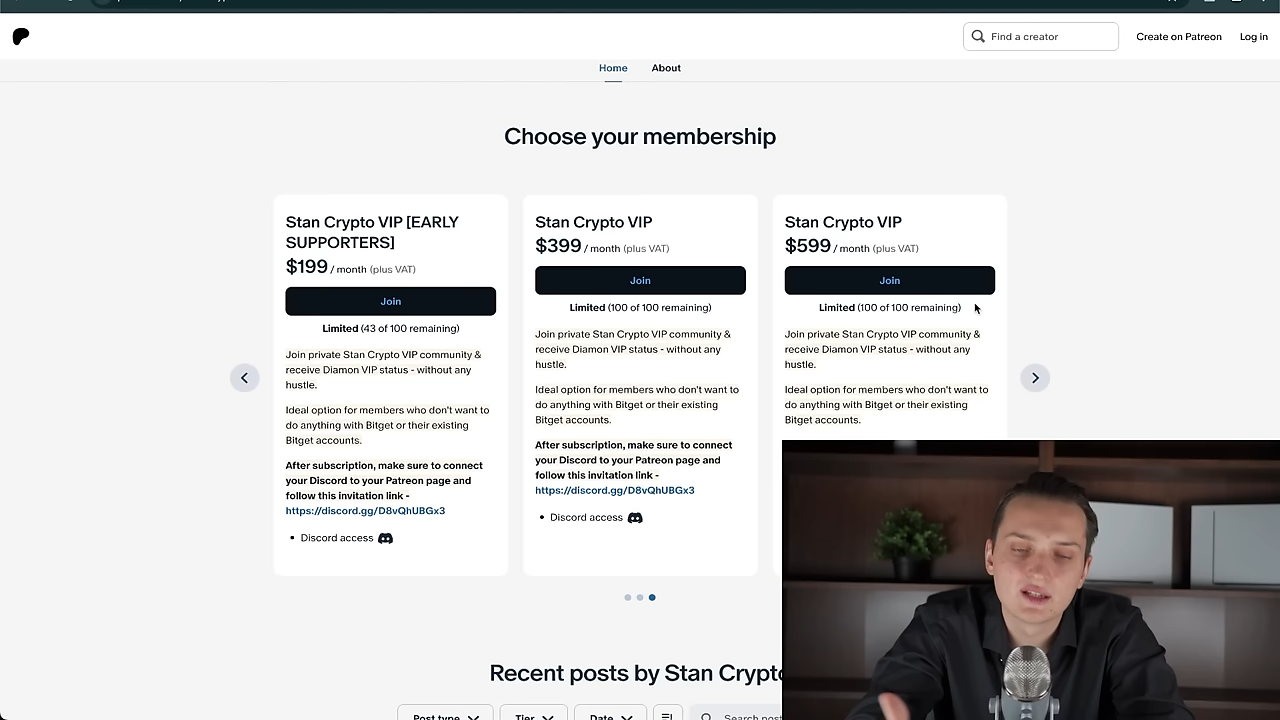 Find a creator
Create on Patreon
Log in
Home
About
Choose your membership
Stan Crypto VIP [EARLY
SUPPORTERS]
$199 / month (plus VAT)
Join
Limited (43 of 100 remaining)
Join private Stan Crypto VIP community &
receive Diamon VIP status - without any
hustle.
Ideal option for members who don't want to
do anything with Bitget or their existing
Bitget accounts.
After subscription, make sure to connect
your Discord to your Patreon page and
follow this invitation link -
https://discord.gg/D8vQhUBGx3
• Discord access
Stan Crypto VIP
$399 / month (plus VAT)
Join
Limited (100 of 100 remaining)
Join private Stan Crypto VIP community &
receive Diamon VIP status - without any
hustle.
Ideal option for members who don't want to
do anything with Bitget or their existing
Bitget accounts.
After subscription, make sure to connect
your Discord to your Patreon page and
follow this invitation link -
https://discord.gg/D8vQhUBGx3
• Discord access
Stan Crypto VIP
$599 / month (plus VAT)
Join
Limited (100 of 100 remaining)
Join private Stan Crypto VIP community &
receive Diamon VIP status - without any
hustle.
Ideal option for members who don't want to
do anything with Bitget or their existing
Bitget accounts.
Recent posts by Stan Crypto
Post type
Tier
Date
Search post